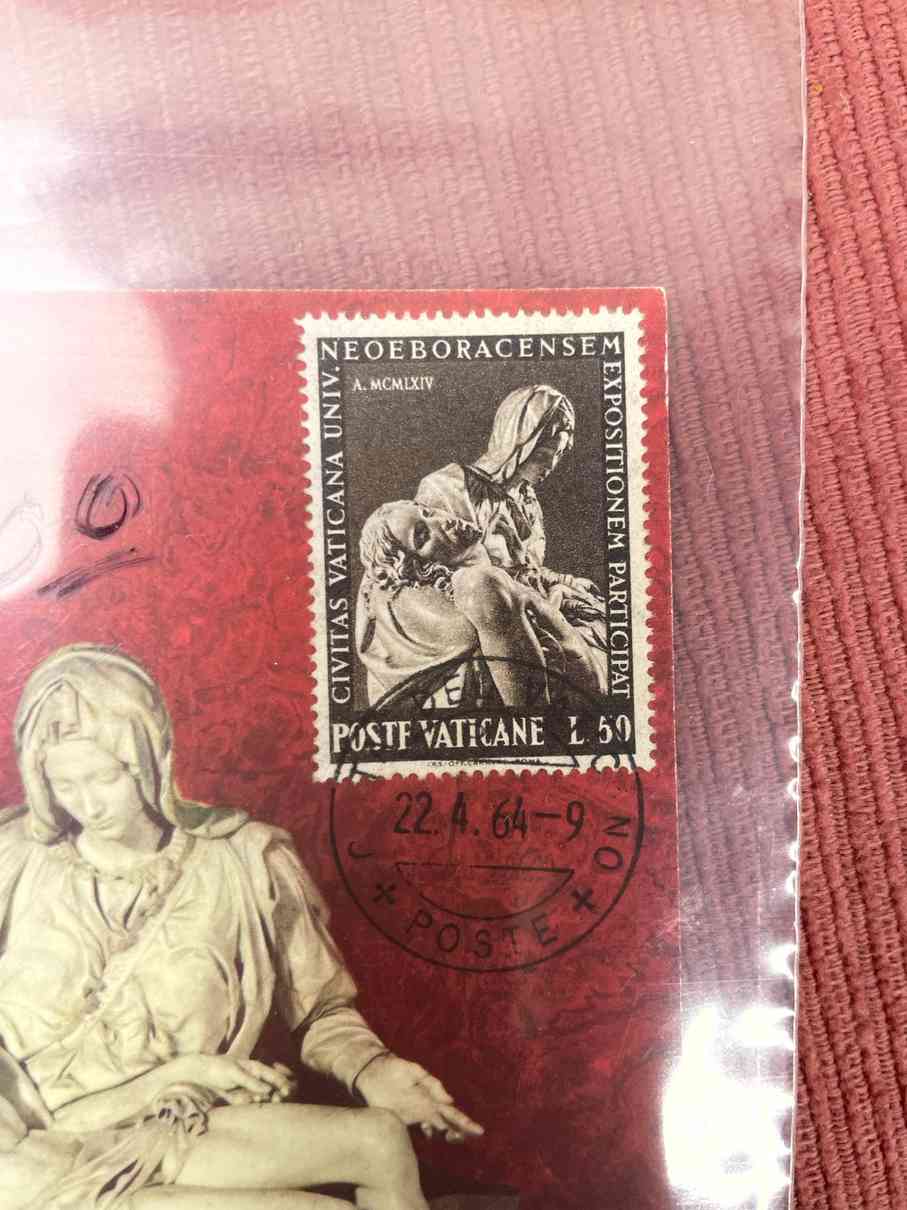 NEOEBORACENSEM
A. MCMLXIV
CIVITAS VATICANA UNIV.
EXPOSITIONEM PARTICIPAT
POSTE VATICANE L. 50
22.4.64-9
POSTE